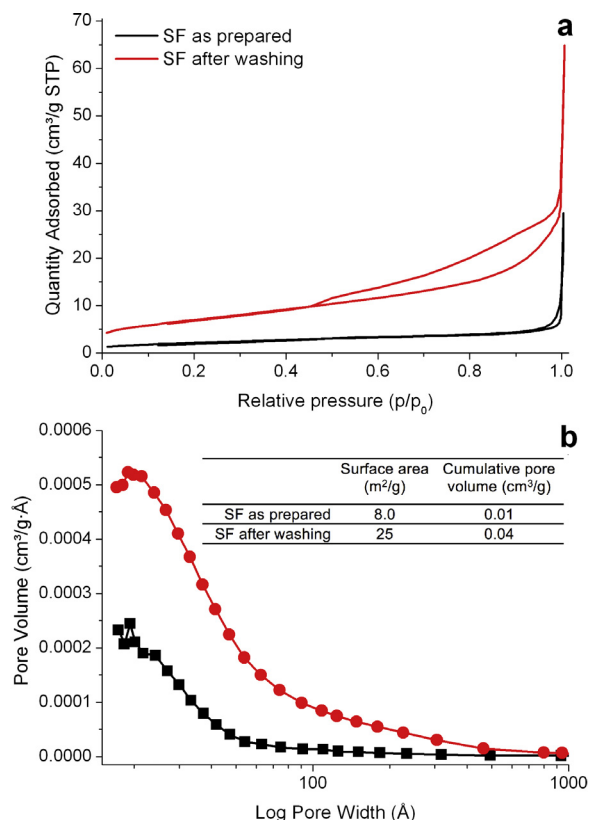 a
SF as prepared
SF after washing
Quantity Adsorbed (cm³/g STP)
70
60
50
40
30
20
10
0
0.0 0.2 0.4 0.6 0.8 1.0
Relative pressure (p/p₀)
b
Pore Volume (cm³/g·Å)
0.0006
0.0005
0.0004
0.0003
0.0002
0.0001
0.0000
Surface area Cumulative pore
(m²/g) volume (cm³/g)
SF as prepared 8.0 0.01
SF after washing 25 0.04
100 1000
Log Pore Width (Å)